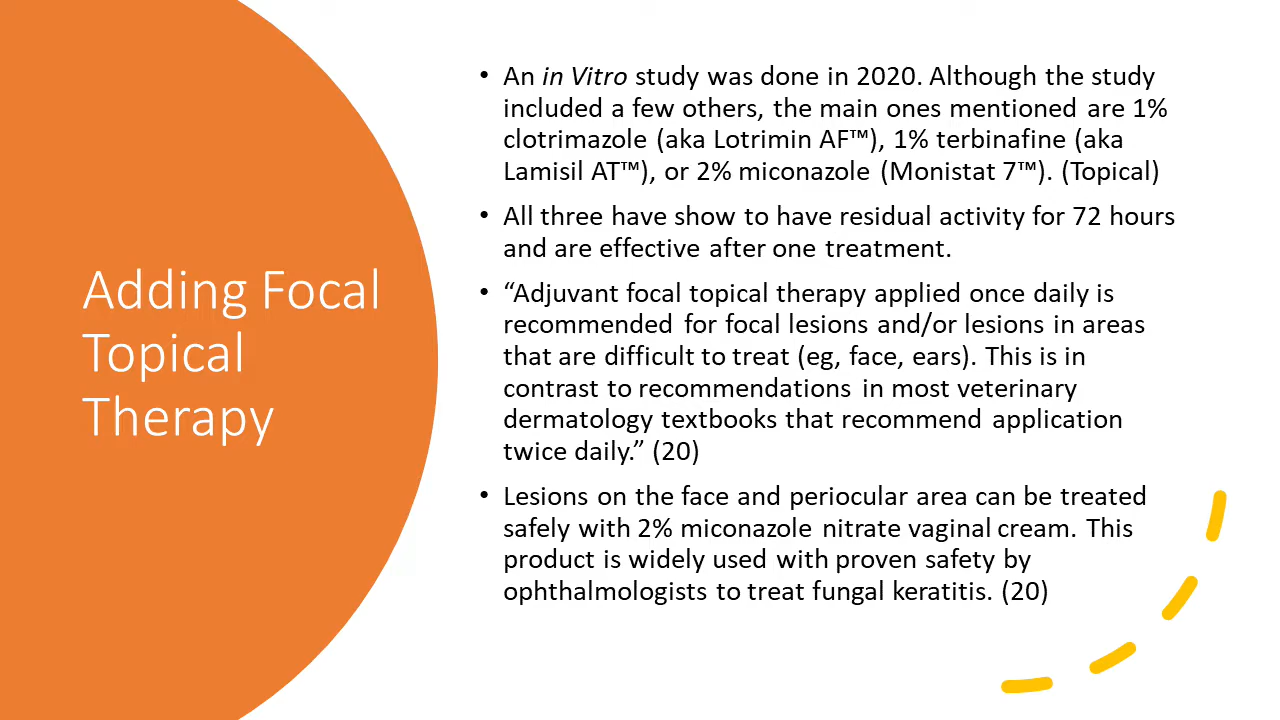 Adding Focal
Topical
Therapy
• An in Vitro study was done in 2020. Although the study
included a few others, the main ones mentioned are 1%
clotrimazole (aka Lotrimin AF™), 1% terbinafine (aka
Lamisil AT™), or 2% miconazole (Monistat 7™). (Topical)
• All three have show to have residual activity for 72 hours
and are effective after one treatment.
• “Adjuvant focal topical therapy applied once daily is
recommended for focal lesions and/or lesions in areas
that are difficult to treat (eg, face, ears). This is in
contrast to recommendations in most veterinary
dermatology textbooks that recommend application
twice daily.” (20)
• Lesions on the face and periocular area can be treated
safely with 2% miconazole nitrate vaginal cream. This
product is widely used with proven safety by
ophthalmologists to treat fungal keratitis. (20)